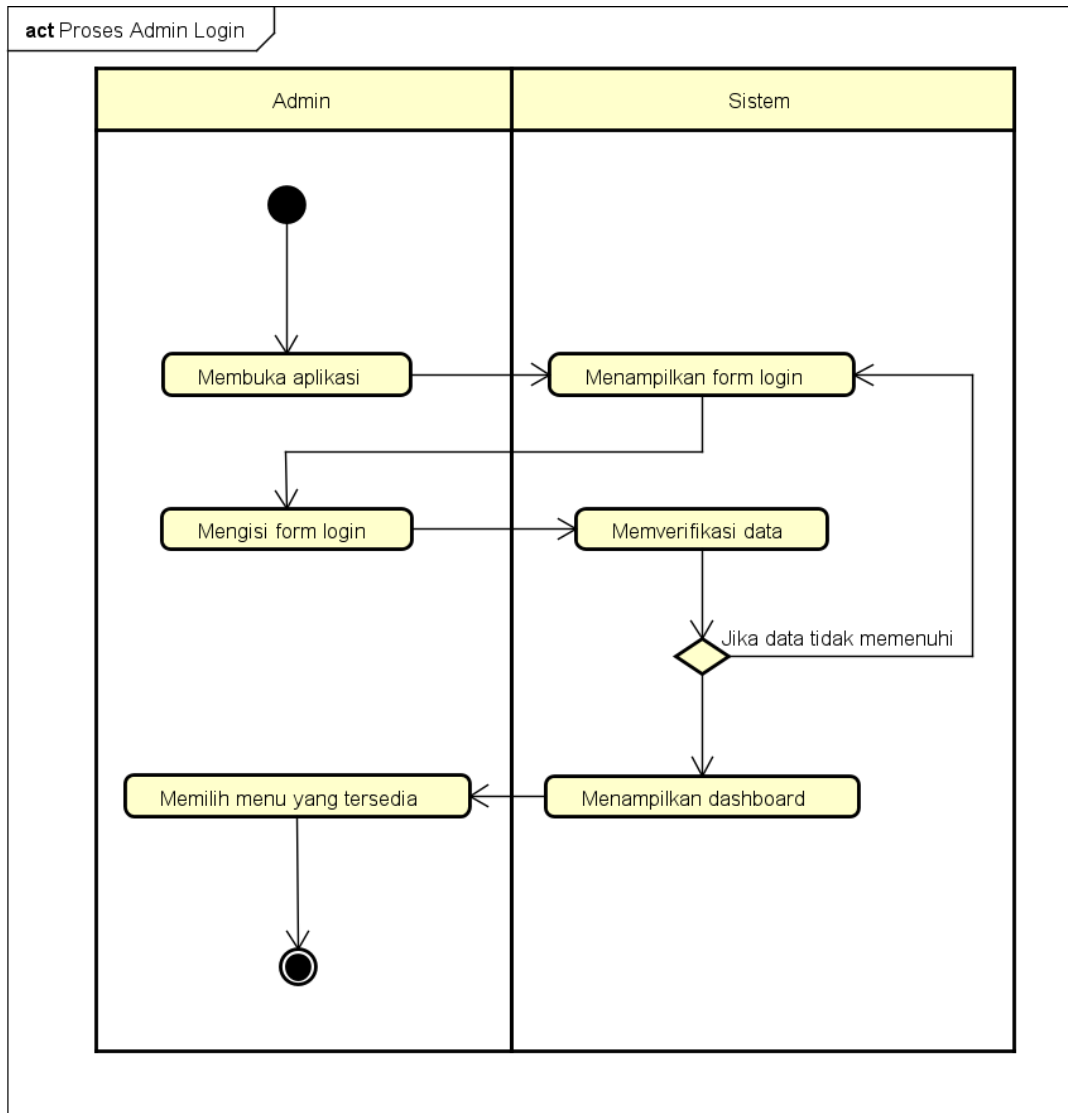 act Proses Admin Login
Admin
Sistem
Membuka aplikasi
Menampilkan form login
Mengisi form login
Memverifikasi data
Jika data tidak memenuhi
Memilih menu yang tersedia
Menampilkan dashboard